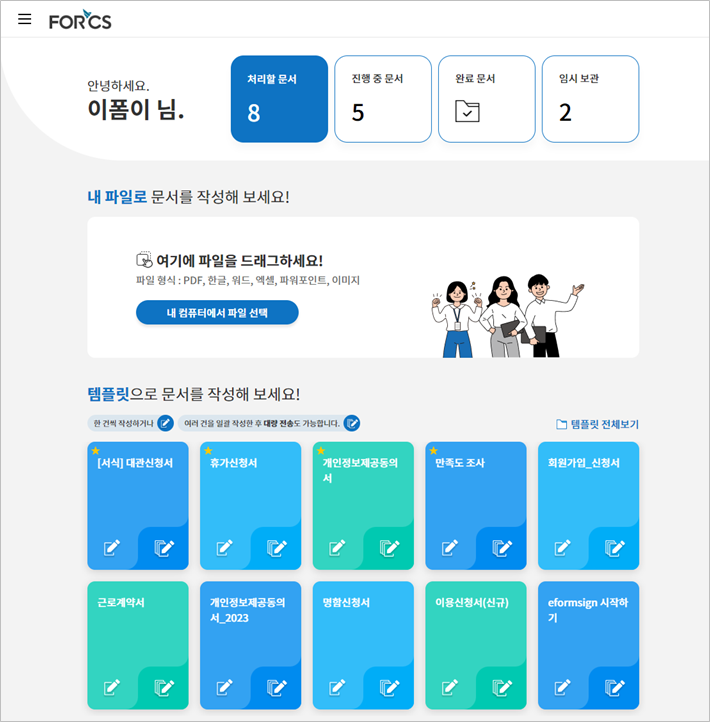 FORCS
안녕하세요.
이폼이 님.
처리할 문서
8
진행 중 문서
5
완료 문서
임시 보관
2
내 파일로 문서를 작성해 보세요!
여기에 파일을 드래그하세요!
파일 형식 : PDF, 한글, 워드, 엑셀, 파워포인트, 이미지
내 컴퓨터에서 파일 선택
템플릿으로 문서를 작성해 보세요!
한 건씩 작성하거나
여러 건을 일괄 작성한 후 대량 전송도 가능합니다.
템플릿 전체보기
[서식] 대관신청서
휴가신청서
개인정보제공동의
서
만족도 조사
회원가입_신청서
근로계약서
개인정보제공동의
서_2023
명함신청서
이용신청서(신규)
eformsign 시작하
기